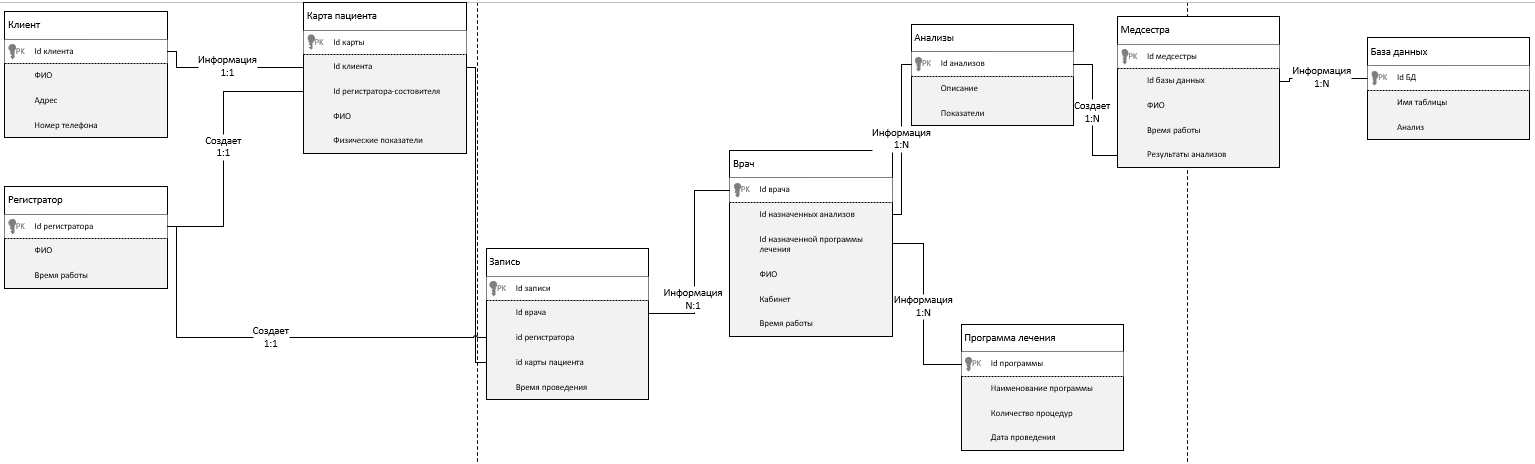 Клиент
PK Id клиента
ФИО
Адрес
Номер телефона
Информация
1:1
Карта пациента
PK Id карты
Id клиента
Id регистратора-состовителя
ФИО
Физические показатели
Создает
1:1
Регистратор
PK Id регистратора
ФИО
Время работы
Создает
1:1
Запись
PK Id записи
Id врача
id регистратора
id карты пациента
Время проведения
Информация
N:1
Врач
PK Id врача
Id назначенных анализов
Id назначенной программы
лечения
ФИО
Кабинет
Время работы
Информация
1:N
Анализы
PK Id анализов
Описание
Показатели
Создает
1:N
Информация
1:N
Программа лечения
PK Id программы
Наименование программы
Количество процедур
Дата проведения
Медсестра
PK Id медсестры
Id базы данных
ФИО
Время работы
Результаты анализов
Информация
1:N
База данных
PK Id БД
Имя таблицы
Анализ